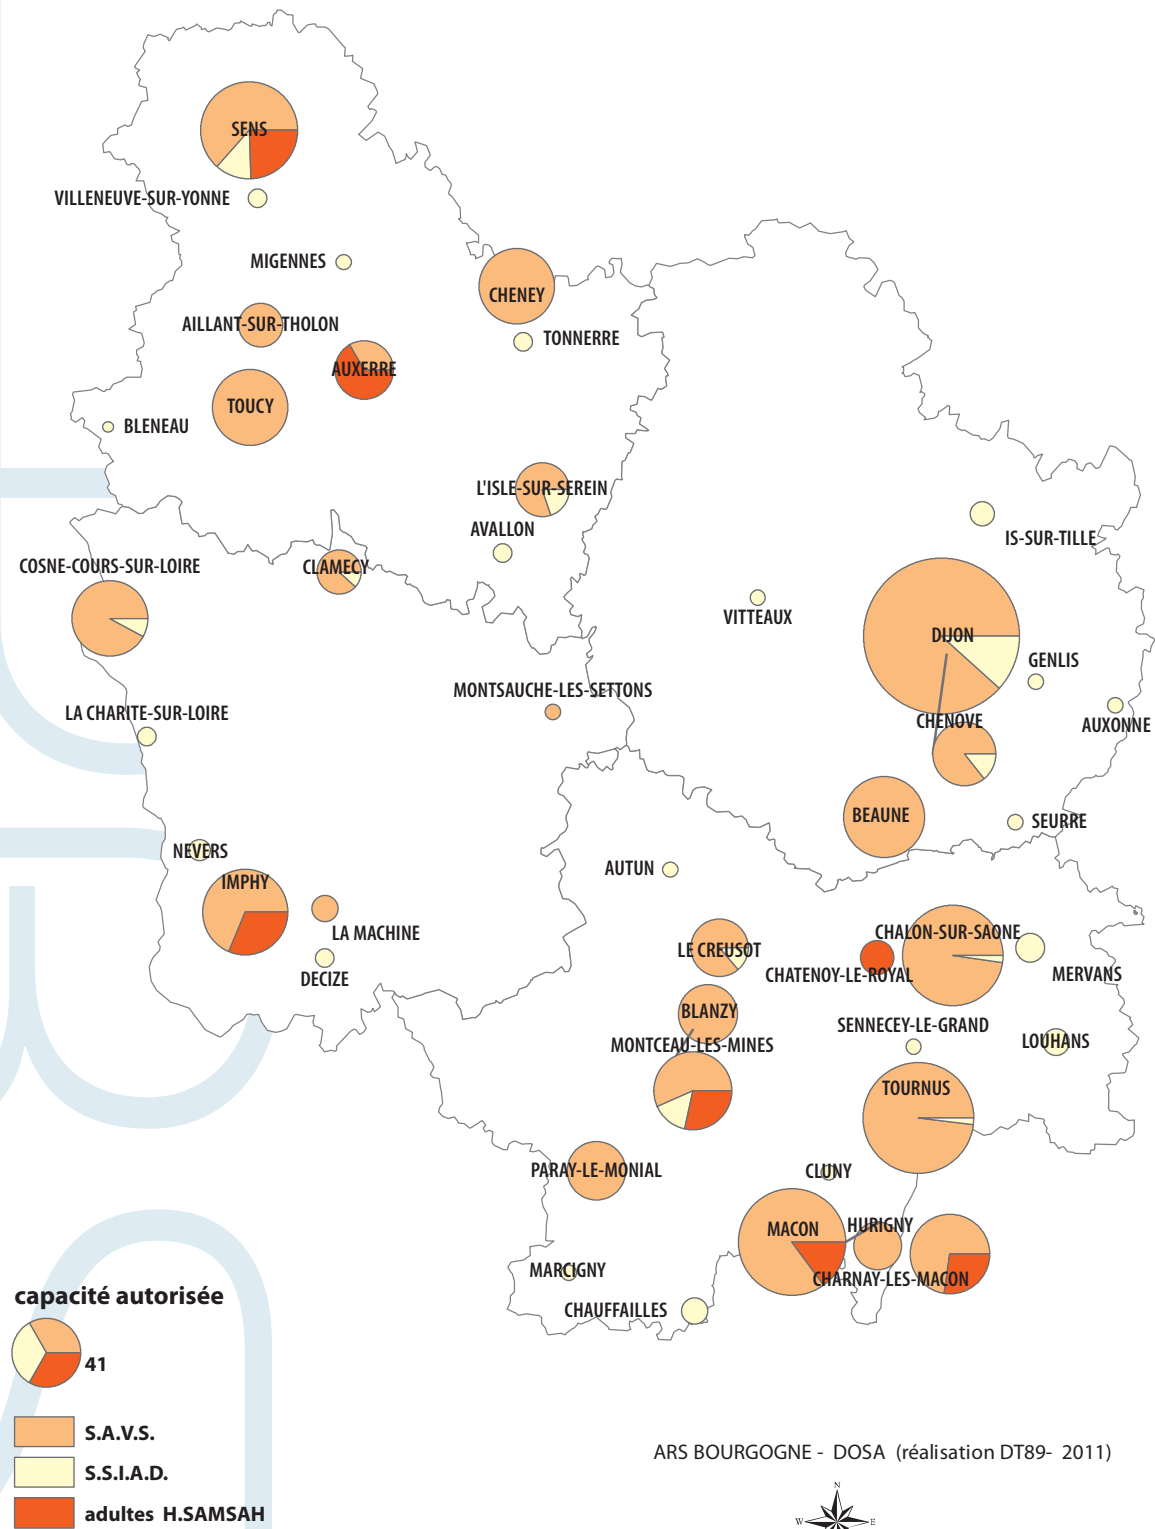 SENS
VILLENEUVE-SUR-YONNE
MIGENNES
CHENEY
AILLANT-SUR-THOLON
TONNERRE
AUXERRE
TOUCY
BLENEAU
L'ISLE-SUR-SEREIN
AVALLON
IS-SUR-TILLE
COSNE-COURS-SUR-LOIRE
CLAMECY
VITTEAUX
DIJON
GENLIS
MONTSAUCHE-LES-SETTONS
LA CHARITE-SUR-LOIRE
CHENOVE
AUXONNE
BEAUNE
SEURRE
NEVERS
AUTUN
IMPHY
LA MACHINE
CHALON-SUR-SAONE
LE CREUSOT
CHATENOY-LE-ROYAL
MERVANS
DECIZE
BLANZY
SENNECEY-LE-GRAND
MONTCEAU-LES-MINES
LOUHANS
TOURNUS
PARAY-LE-MONIAL
CLUNY
MACON
HURIGNY
MARCIGNY
CHARNAY-LES-MACON
CHAUFFAILLES
capacité autorisée
41
S.A.V.S.
S.S.I.A.D.
adultes H.SAMSAH
ARS BOURGOGNE - DOSA (réalisation DT89- 2011)
N
W E